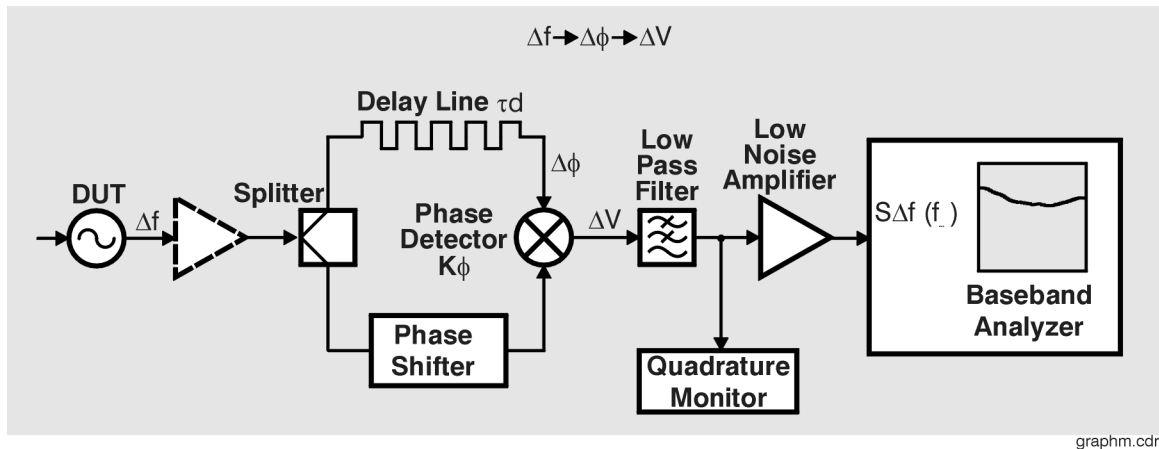 Δf→Δϕ→ΔV
Delay Line τd
Low
Pass
Filter
Low
Noise
Amplifier
DUT
Δf
Splitter
Δϕ
Phase
Detector
Kϕ
ΔV
SΔf (f_)
Baseband
Analyzer
Phase
Shifter
Quadrature
Monitor
graphm.cdr